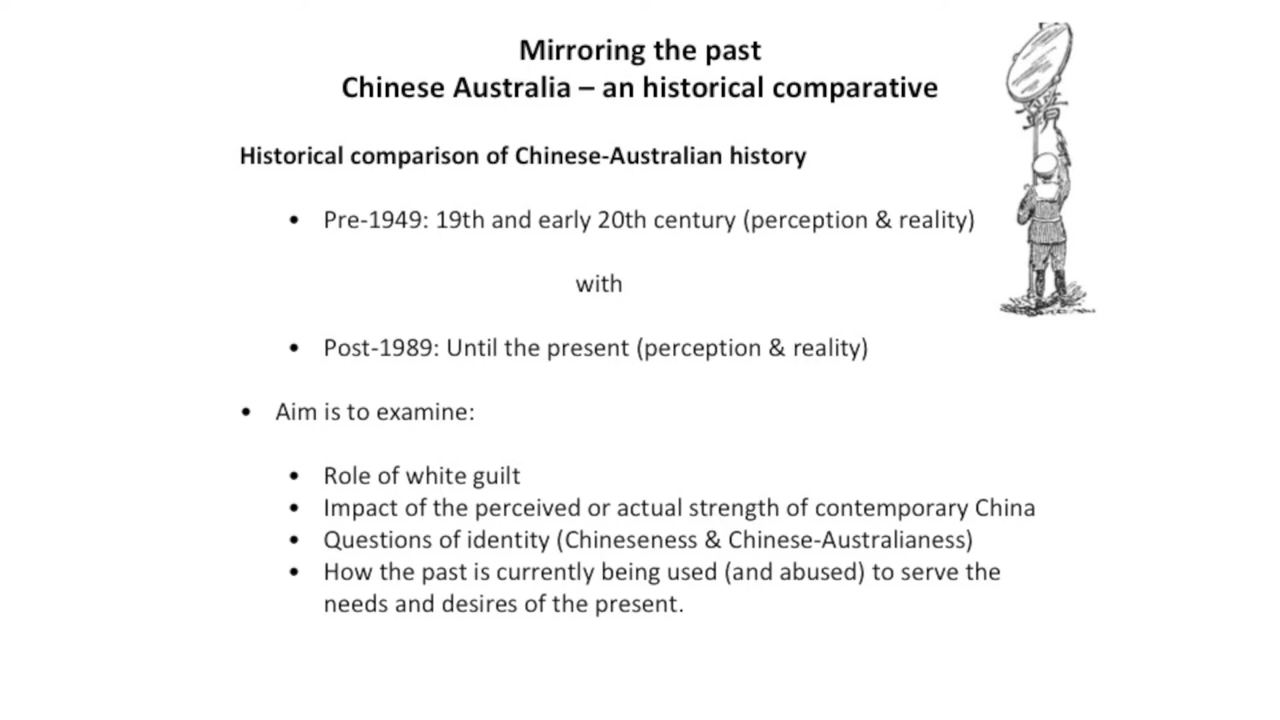 Mirroring the past
Chinese Australia – an historical comparative
Historical comparison of Chinese-Australian history
• Pre-1949: 19th and early 20th century (perception & reality)
with
• Post-1989: Until the present (perception & reality)
• Aim is to examine:
• Role of white guilt
• Impact of the perceived or actual strength of contemporary China
• Questions of identity (Chineseness & Chinese-Australianess)
• How the past is currently being used (and abused) to serve the
needs and desires of the present.